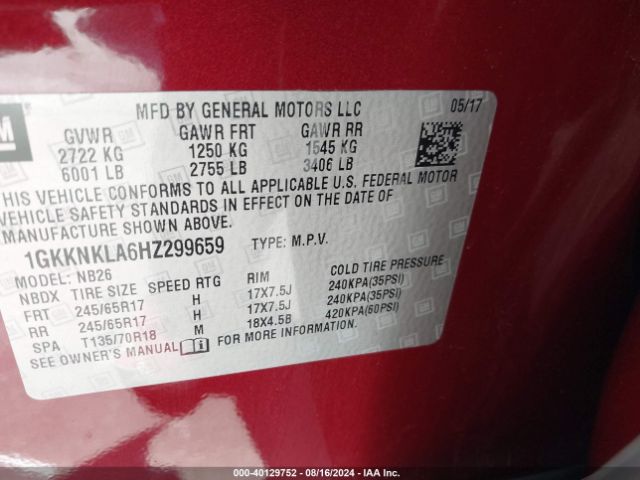 MFD BY GENERAL MOTORS LLC 05/17
GM
GVWR GAWR FRT GAWR RR
2722 KG 1250 KG 1545 KG
6001 LB 2755 LB 3406 LB
THIS VEHICLE CONFORMS TO ALL APPLICABLE U.S. FEDERAL MOTOR
VEHICLE SAFETY STANDARDS IN EFFECT ON THE DATE OF
MANUFACTURE SHOWN ABOVE.
1GKKNKLA6HZ299659 TYPE: M.P.V.
MODEL: NB26
NBDX TIRE SIZE SPEED RTG RIM COLD TIRE PRESSURE
FRT 245/65R17 H 17X7.5J 240KPA(35PSI)
RR 245/65R17 H 17X7.5J 240KPA(35PSI)
SPA T135/70R18 M 18X4.5B 420KPA(60PSI)
SEE OWNER'S MANUAL FOR MORE INFORMATION.
000-40129752 - 08/16/2024 - IAA Inc.